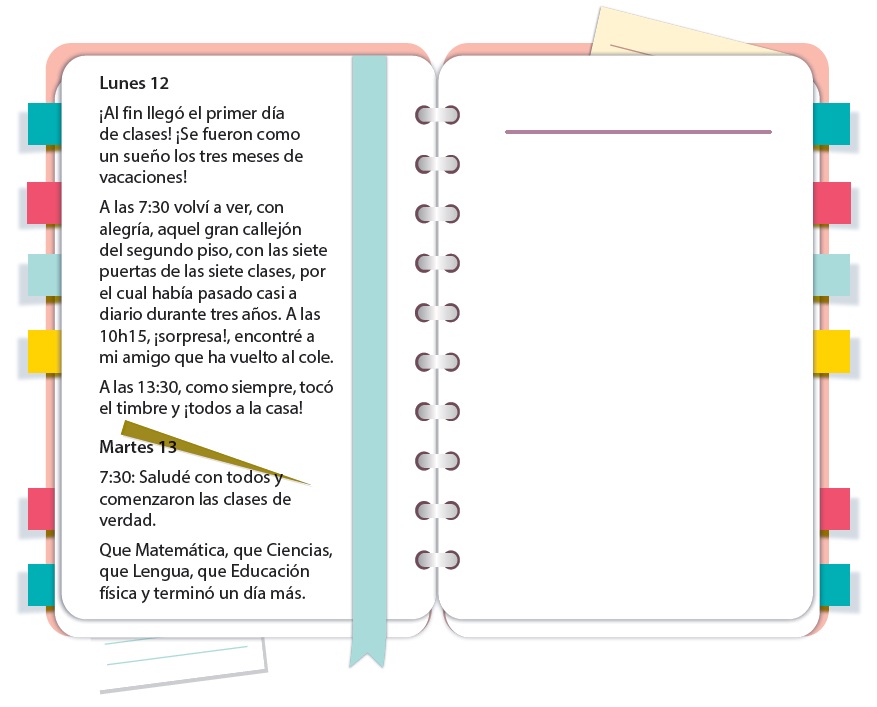 Lunes 12
¡Al fin llegó el primer día
de clases! ¡Se fueron como
un sueño los tres meses de
vacaciones!
A las 7:30 volví a ver, con
alegría, aquel gran callejón
del segundo piso, con las siete
puertas de las siete clases, por
el cual había pasado casi a
diario durante tres años. A las
10h15, ¡sorpresa!, encontré a
mi amigo que ha vuelto al cole.
A las 13:30, como siempre, tocó
el timbre y ¡todos a la casa!
Martes 13
7:30: Saludé con todos y
comenzaron las clases de
verdad.
Que Matemática, que Ciencias,
que Lengua, que Educación
física y terminó un día más.